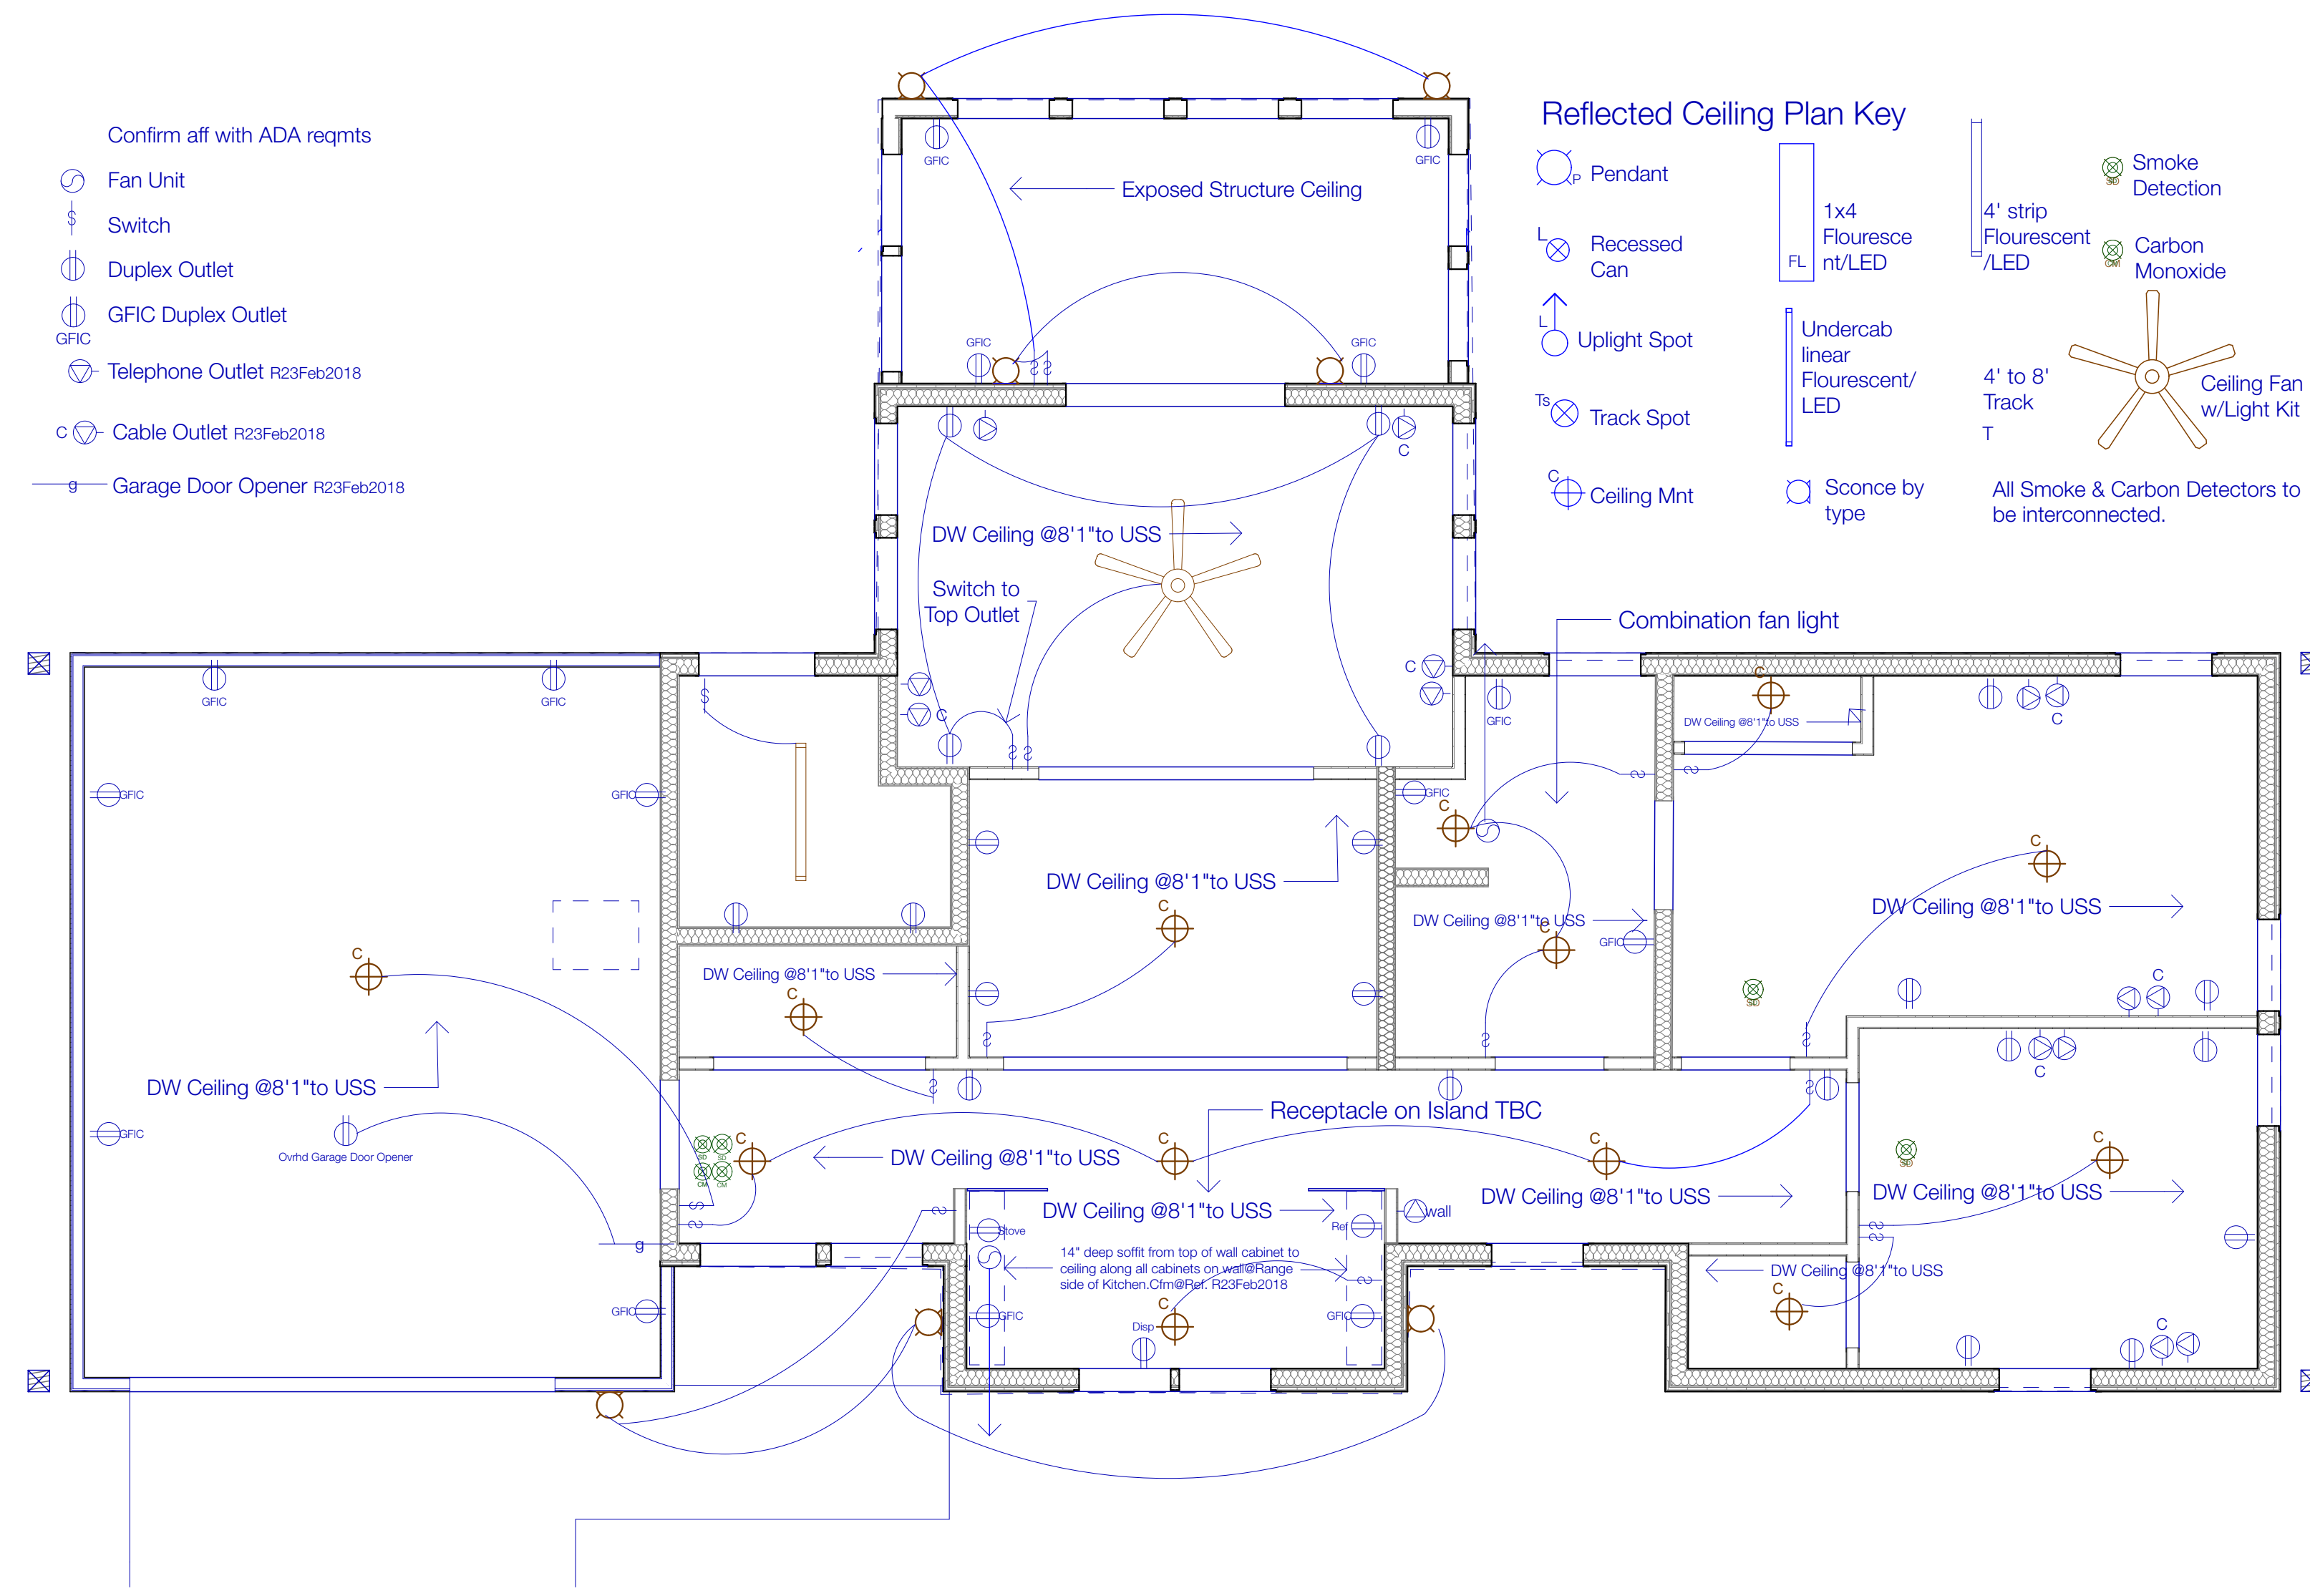 Confirm aff with ADA reqmts
Fan Unit
S
Switch
Duplex Outlet
GFIC Duplex Outlet
GFIC
Telephone Outlet R23Feb2018
C
Cable Outlet R23Feb2018
g
Garage Door Opener R23Feb2018
Reflected Ceiling Plan Key
P
Pendant
L
Recessed
Can
L
Uplight Spot
Ts
Track Spot
C
Ceiling Mnt
FL
1x4
Flouresce
nt/LED
Undercab
linear
Flourescent/
LED
Sconce by
type
4' strip
Flourescent
/LED
4' to 8'
Track
T
SD
Smoke
Detection
CM
Carbon
Monoxide
Ceiling Fan
w/Light Kit
All Smoke & Carbon Detectors to
be interconnected.
GFIC
GFIC
Exposed Structure Ceiling
GFIC
GFIC
S
S
C
DW Ceiling @8'1"to USS
Switch to
Top Outlet
Combination fan light
C
C
S
S
GFIC
GFIC
S
C
DW Ceiling @8'1"to USS
C
GFIC
S
S
GFIC
GFIC
GFIC
C
GFIC
C
DW Ceiling @8'1"to USS
C
DW Ceiling @8'1"to USS
C
DW Ceiling @8'1"to USS
GFIC
C
DW Ceiling @8'1"to USS
C
C
SD
S
S
S
DW Ceiling @8'1"to USS
S
S
C
GFIC
Ovrhd Garage Door Opener
Receptacle on Island TBC
SD
SD
CM
CM
C
DW Ceiling @8'1"to USS
C
C
SD
C
DW Ceiling @8'1"to USS
DW Ceiling @8'1"to USS
DW Ceiling @8'1"to USS
S
S
S
wall
Stove
Ref
S
S
g
14" deep soffit from top of wall cabinet to
ceiling along all cabinets on wall@Range
side of Kitchen.Cfm@Ref. R23Feb2018
S
DW Ceiling @8'1"to USS
C
GFIC
GFIC
C
GFIC
Disp
C